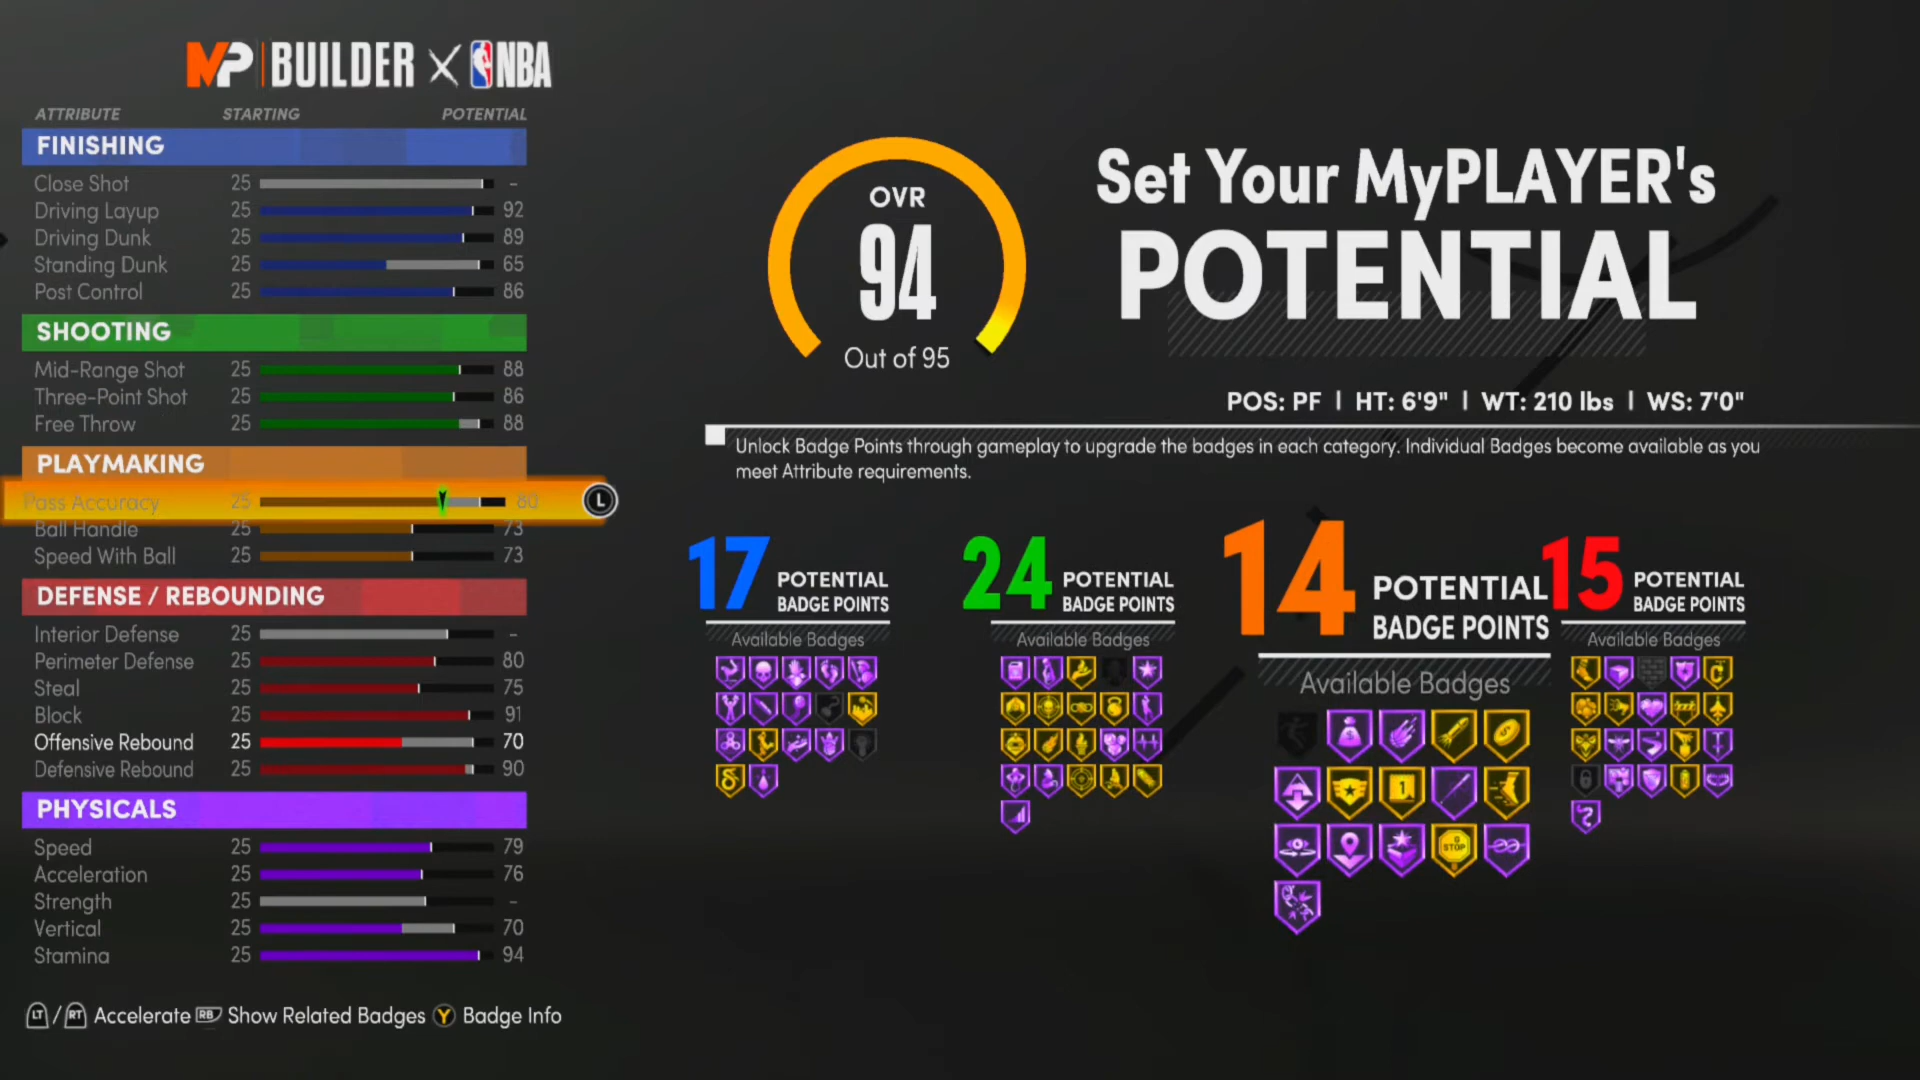 MP | BUILDER X NBA
ATTRIBUTE STARTING POTENTIAL
FINISHING
Close Shot 25 -
Driving Layup 25 92
Driving Dunk 25 89
Standing Dunk 25 65
Post Control 25 86
SHOOTING
Mid-Range Shot 25 88
Three-Point Shot 25 86
Free Throw 25 88
PLAYMAKING
Pass Accuracy 25 80 L
Ball Handle 25 73
Speed With Ball 25 73
DEFENSE / REBOUNDING
Interior Defense 25 -
Perimeter Defense 25 80
Steal 25 75
Block 25 91
Offensive Rebound 25 70
Defensive Rebound 25 90
PHYSICALS
Speed 25 79
Acceleration 25 76
Strength 25 -
Vertical 25 70
Stamina 25 94
LT / RT Accelerate RB Show Related Badges Y Badge Info
OVR
94
Out of 95
Set Your MyPLAYER's
POTENTIAL
POS: PF | HT: 6'9" | WT: 210 lbs | WS: 7'0"
Unlock Badge Points through gameplay to upgrade the badges in each category. Individual Badges become available as you
meet Attribute requirements.
17 POTENTIAL
BADGE POINTS
Available Badges
24 POTENTIAL
BADGE POINTS
Available Badges
14 POTENTIAL
BADGE POINTS
Available Badges
1
STOP
15 POTENTIAL
BADGE POINTS
Available Badges